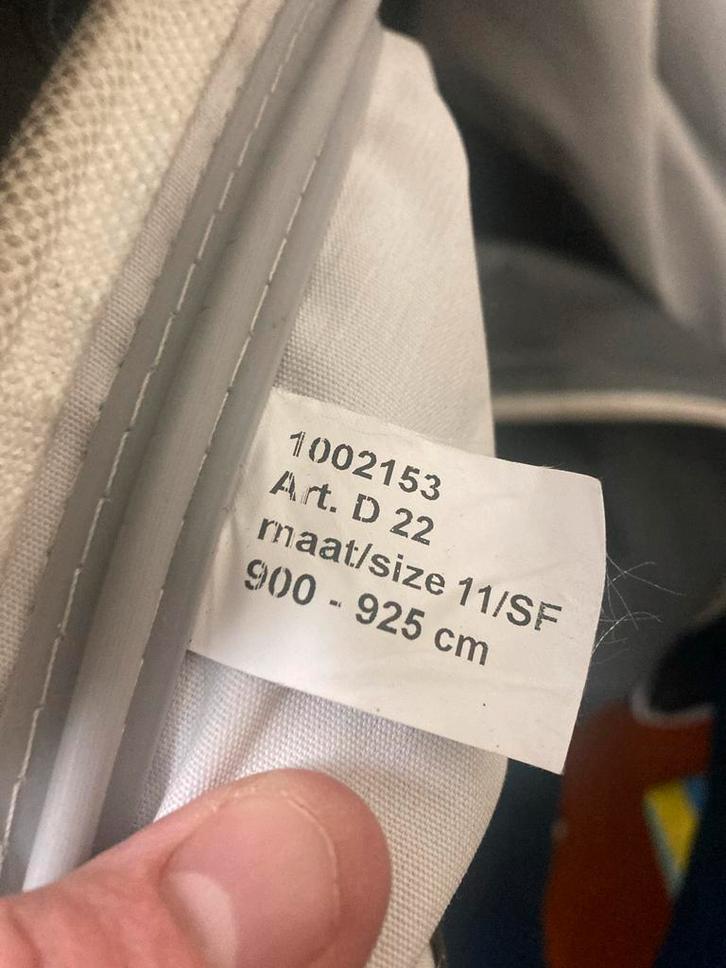 1002153
Art. D 22
maat/size 11/SF
900 - 925 cm